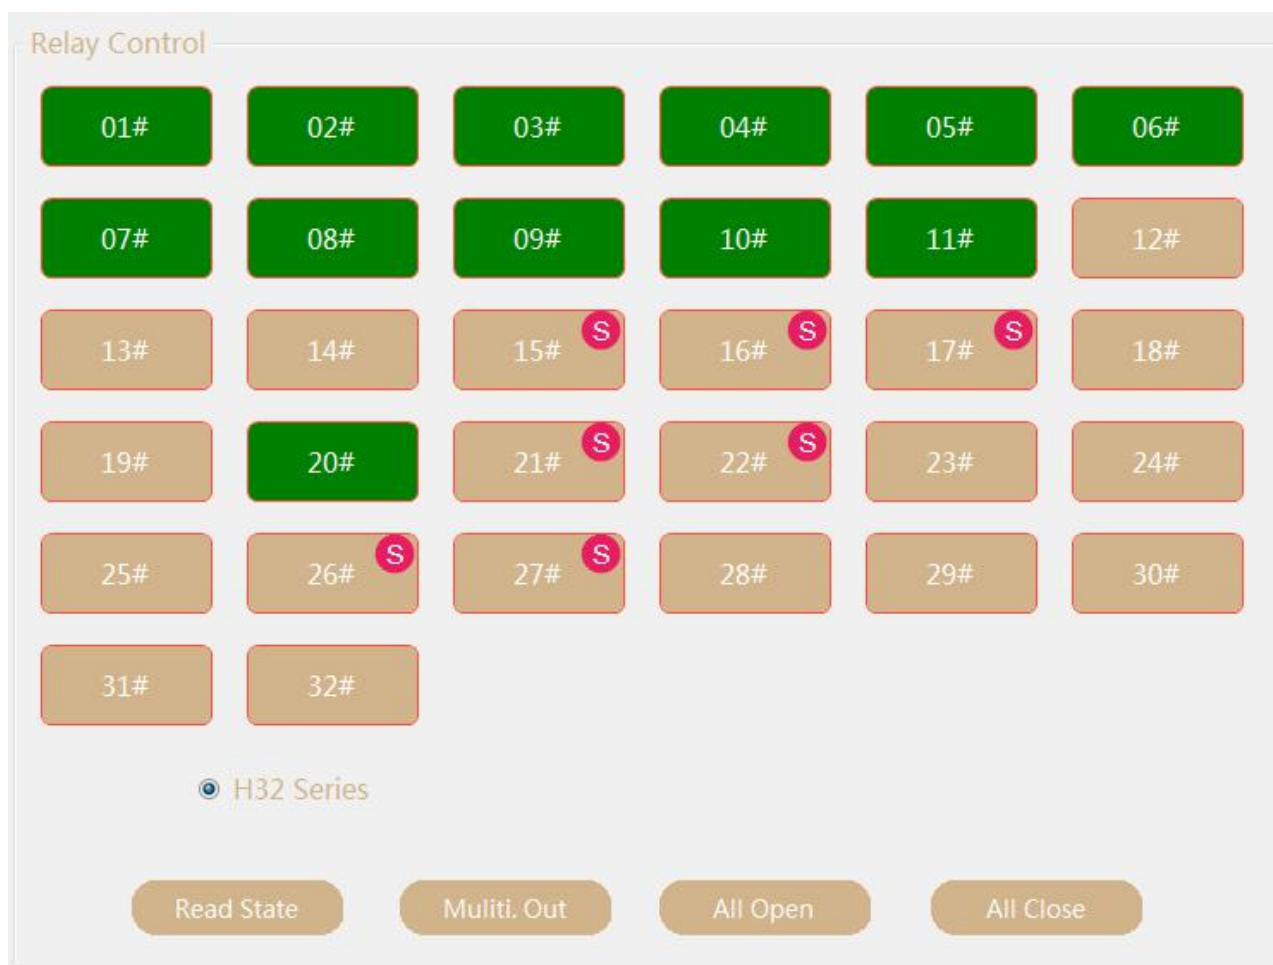 Relay Control
01# 02# 03# 04# 05# 06#
07# 08# 09# 10# 11# 12#
13# 14# 15# S 16# S 17# S 18#
19# 20# 21# S 22# S 23# 24#
25# 26# S 27# S 28# 29# 30#
31# 32#
H32 Series
Read State Muliti. Out All Open All Close